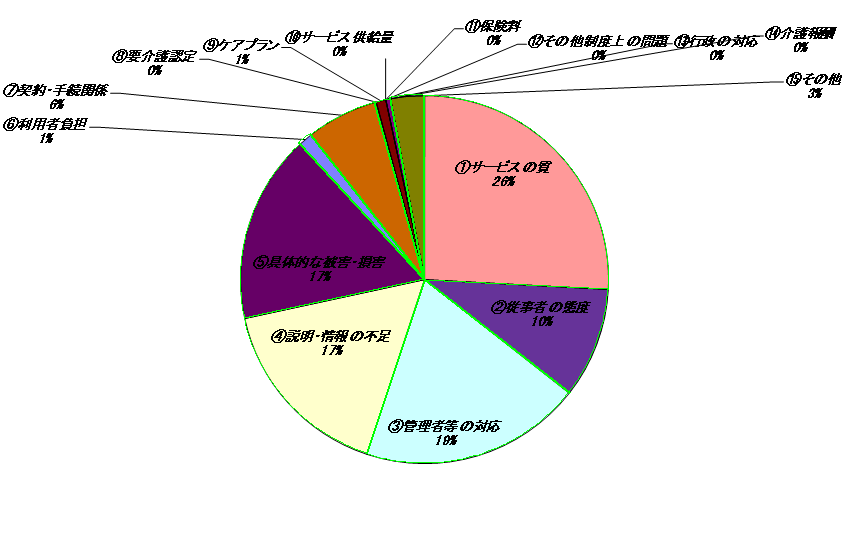 ①サービスの質
26%
②従事者の態度
10%
③管理者等の対応
19%
④説明・情報の不足
17%
⑤具体的な被害・損害
17%
⑥利用者負担
1%
⑦契約・手続関係
6%
⑧要介護認定
0%
⑨ケアプラン
1%
⑩サービス供給量
0%
⑪保険料
0%
⑫その他制度上の問題
0%
⑬行政の対応
0%
⑭介護報酬
0%
⑮その他
3%